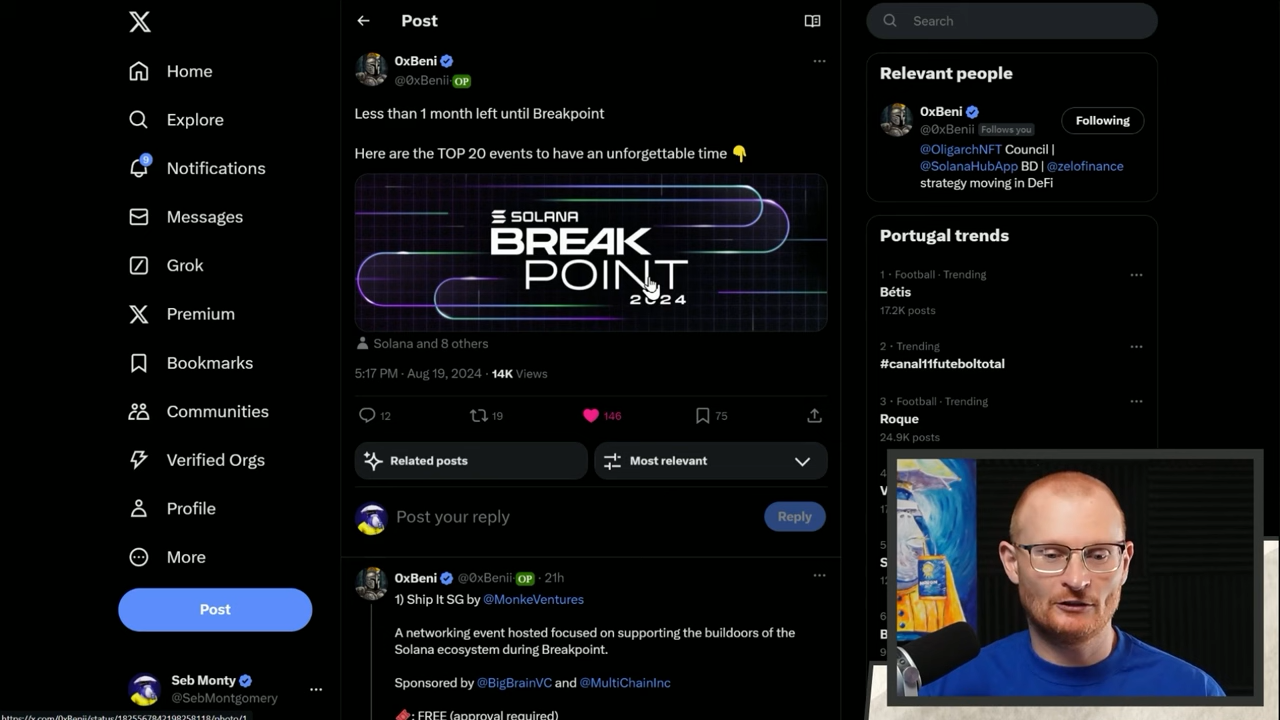 Home
Explore
9
Notifications
Messages
Grok
Premium
Bookmarks
Communities
Verified Orgs
Profile
More
Post
Seb Monty
@SebMontgomery
Post
0xBeni
@0xBenii OP
Less than 1 month left until Breakpoint
Here are the TOP 20 events to have an unforgettable time 👇
SOLANA
BREAK
POINT
2024
Solana and 8 others
5:17 PM · Aug 19, 2024 · 14K Views
12
19
146
75
Related posts
Most relevant
Post your reply
Reply
0xBeni @0xBenii OP · 21h
1) Ship It SG by @MonkeVentures
A networking event hosted focused on supporting the buildoors of the
Solana ecosystem during Breakpoint.
Sponsored by @BigBrainVC and @MultiChainInc
: FREE (approval required)
Search
Relevant people
0xBeni
@0xBenii Follows you
Following
@OligarchNFT Council |
@SolanaHubApp BD | @zelofinance
strategy moving in DeFi
Portugal trends
1 · Football · Trending
Bétis
17.2K posts
2 · Trending
#canal11futeboltotal
3 · Football · Trending
Roque
24.9K posts